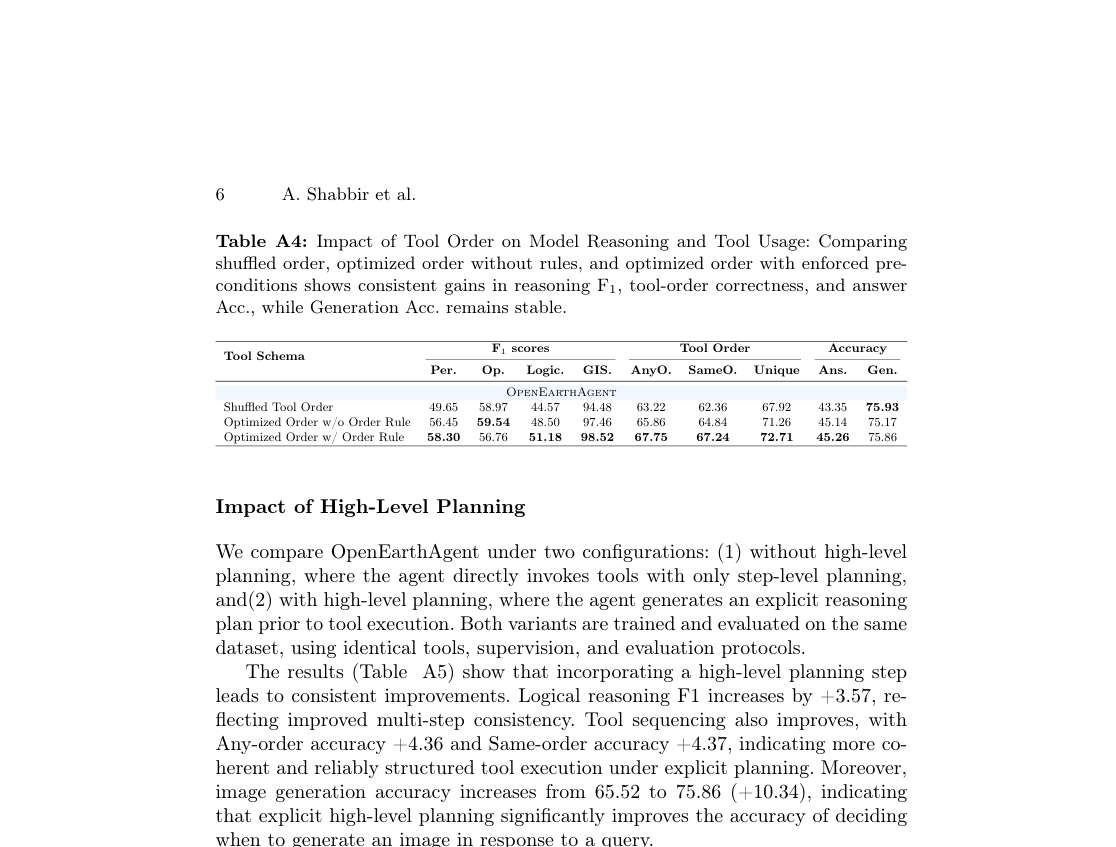 6 A. Shabbir et al.
Table A4: Impact of Tool Order on Model Reasoning and Tool Usage: Comparing
shuffled order, optimized order without rules, and optimized order with enforced pre-
conditions shows consistent gains in reasoning F₁, tool-order correctness, and answer
Acc., while Generation Acc. remains stable.
Tool Schema F₁ scores Tool Order Accuracy
Per. Op. Logic. GIS. AnyO. SameO. Unique Ans. Gen.
OpenEarthAgent
Shuffled Tool Order 49.65 58.97 44.57 94.48 63.22 62.36 67.92 43.35 75.93
Optimized Order w/o Order Rule 56.45 59.54 48.50 97.46 65.86 64.84 71.26 45.14 75.17
Optimized Order w/ Order Rule 58.30 56.76 51.18 98.52 67.75 67.24 72.71 45.26 75.86
Impact of High-Level Planning
We compare OpenEarthAgent under two configurations: (1) without high-level
planning, where the agent directly invokes tools with only step-level planning,
and(2) with high-level planning, where the agent generates an explicit reasoning
plan prior to tool execution. Both variants are trained and evaluated on the same
dataset, using identical tools, supervision, and evaluation protocols.
The results (Table A5) show that incorporating a high-level planning step
leads to consistent improvements. Logical reasoning F1 increases by +3.57, re-
flecting improved multi-step consistency. Tool sequencing also improves, with
Any-order accuracy +4.36 and Same-order accuracy +4.37, indicating more co-
herent and reliably structured tool execution under explicit planning. Moreover,
image generation accuracy increases from 65.52 to 75.86 (+10.34), indicating
that explicit high-level planning significantly improves the accuracy of deciding
when to generate an image in response to a query.